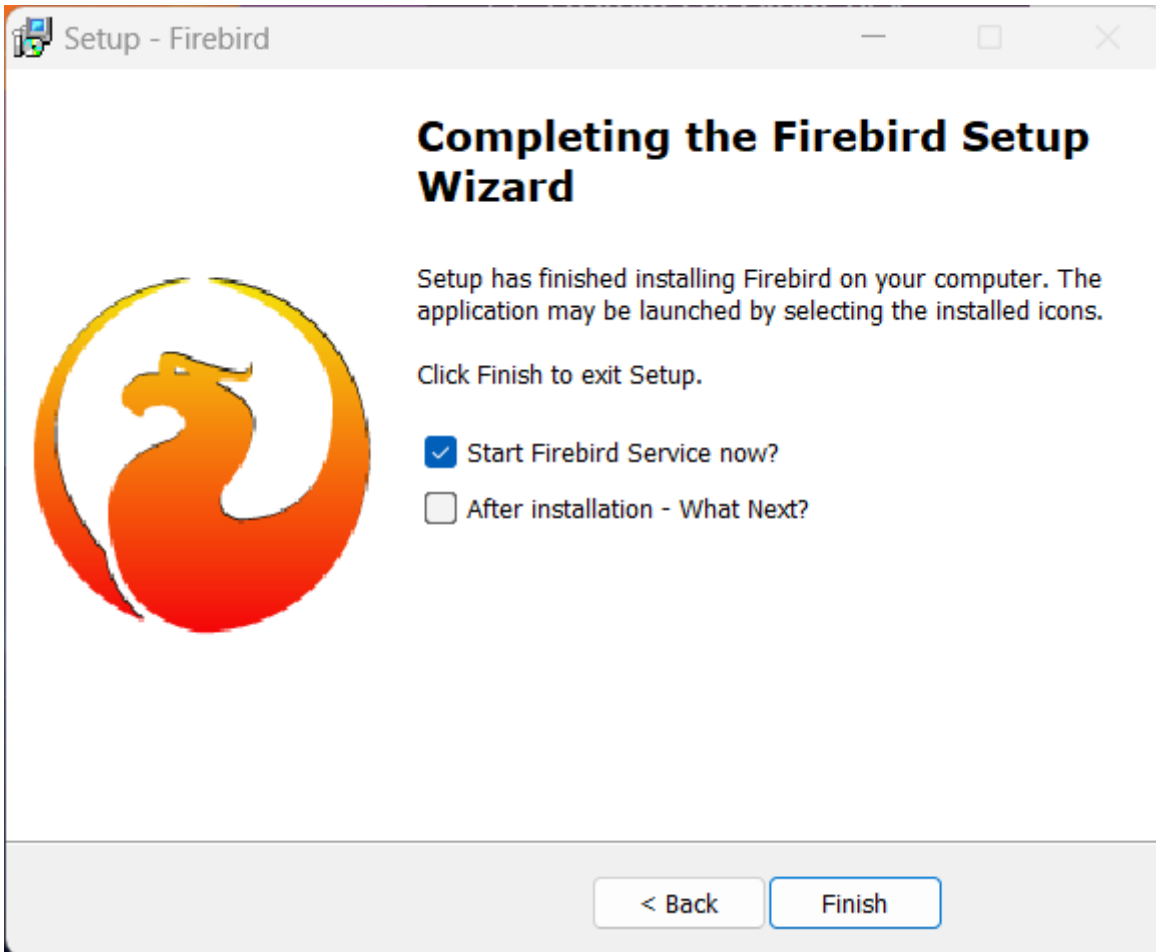 Setup - Firebird
Completing the Firebird Setup
Wizard
Setup has finished installing Firebird on your computer. The
application may be launched by selecting the installed icons.
Click Finish to exit Setup.
Start Firebird Service now?
After installation - What Next?
< Back
Finish